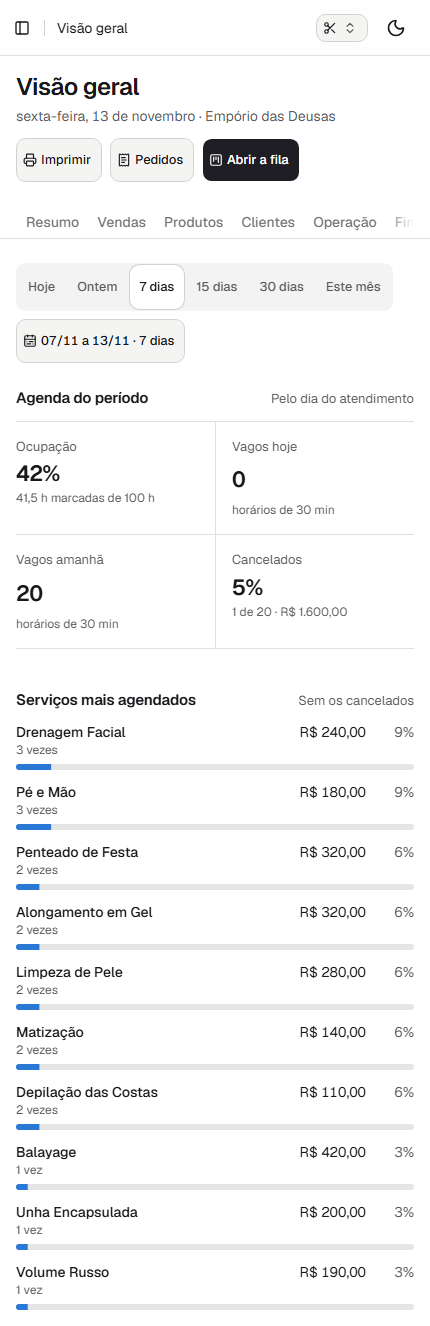 Visão geral
Visão geral
sexta-feira, 13 de novembro · Empório das Deusas
Imprimir
Pedidos
Abrir a fila
Resumo Vendas Produtos Clientes Operação Fin
Hoje Ontem 7 dias 15 dias 30 dias Este mês
07/11 a 13/11 · 7 dias
Agenda do período
Pelo dia do atendimento
Ocupação
42%
41,5 h marcadas de 100 h
Vagos hoje
0
horários de 30 min
Vagos amanhã
20
horários de 30 min
Cancelados
5%
1 de 20 · R$ 1.600,00
Serviços mais agendados
Sem os cancelados
Drenagem Facial R$ 240,00 9%
3 vezes
Pé e Mão R$ 180,00 9%
3 vezes
Penteado de Festa R$ 320,00 6%
2 vezes
Alongamento em Gel R$ 320,00 6%
2 vezes
Limpeza de Pele R$ 280,00 6%
2 vezes
Matização R$ 140,00 6%
2 vezes
Depilação das Costas R$ 110,00 6%
2 vezes
Balayage R$ 420,00 3%
1 vez
Unha Encapsulada R$ 200,00 3%
1 vez
Volume Russo R$ 190,00 3%
1 vez